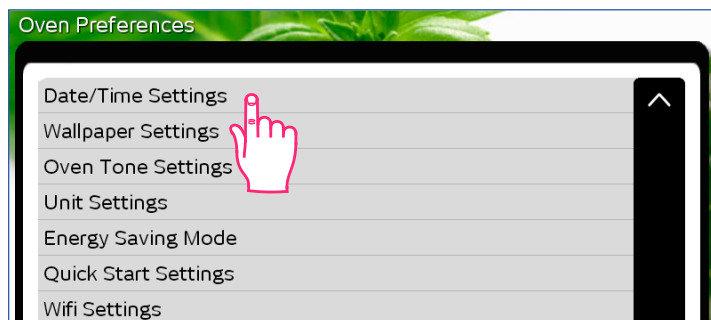 Oven Preferences
Date/Time Settings
Wallpaper Settings
Oven Tone Settings
Unit Settings
Energy Saving Mode
Quick Start Settings
Wifi Settings